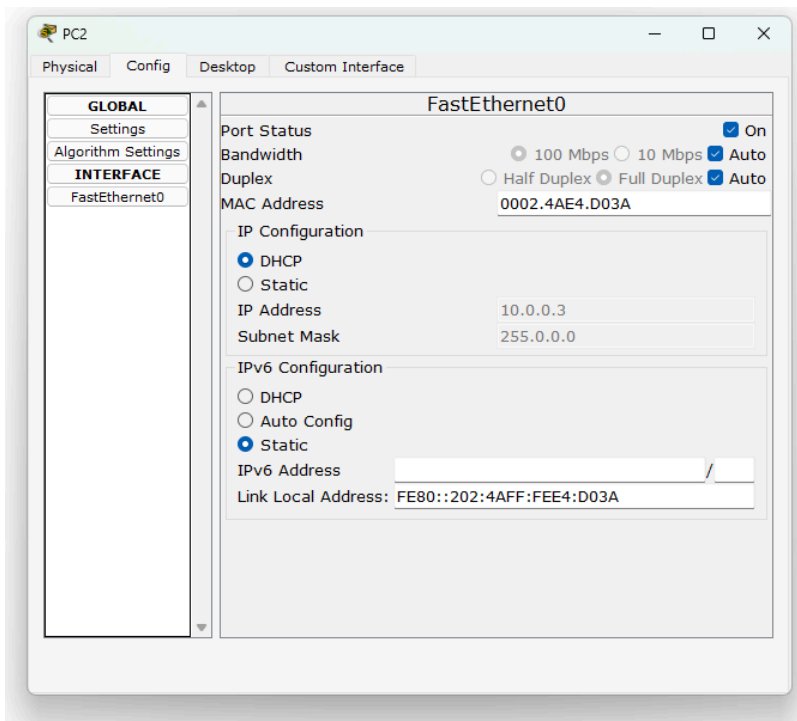 PC2
Physical Config Desktop Custom Interface
GLOBAL
Settings
Algorithm Settings
INTERFACE
FastEthernet0
FastEthernet0
Port Status On
Bandwidth 100 Mbps 10 Mbps Auto
Duplex Half Duplex Full Duplex Auto
MAC Address 0002.4AE4.D03A
IP Configuration
DHCP
Static
IP Address 10.0.0.3
Subnet Mask 255.0.0.0
IPv6 Configuration
DHCP
Auto Config
Static
IPv6 Address /
Link Local Address: FE80::202:4AFF:FEE4:D03A